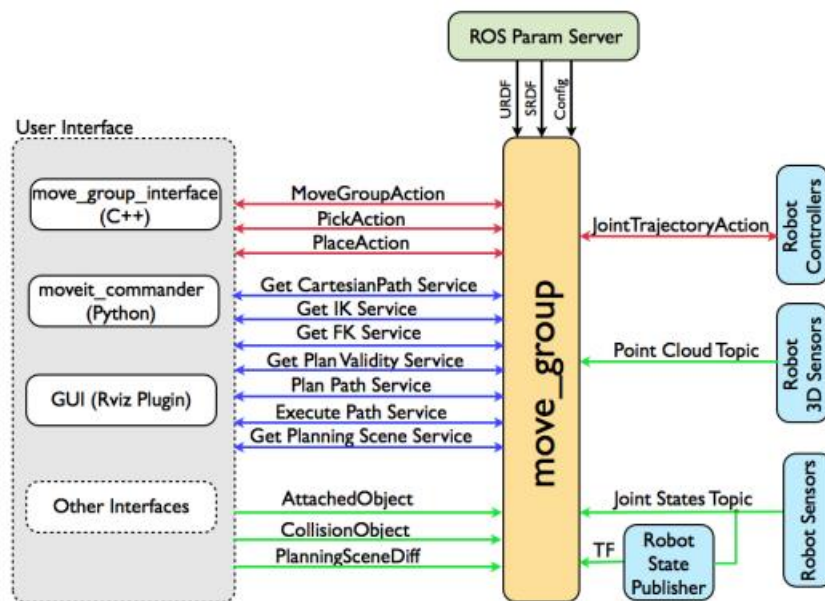 ROS Param Server
URDF
SRDF
Config
User Interface
move_group_interface
(C++)
moveit_commander
(Python)
GUI (Rviz Plugin)
Other Interfaces
MoveGroupAction
PickAction
PlaceAction
Get CartesianPath Service
Get IK Service
Get FK Service
Get Plan Validity Service
Plan Path Service
Execute Path Service
Get Planning Scene Service
AttachedObject
CollisionObject
PlanningSceneDiff
move_group
JointTrajectoryAction
Robot
Controllers
Point Cloud Topic
Robot
3D Sensors
Joint States Topic
Robot Sensors
TF
Robot
State
Publisher